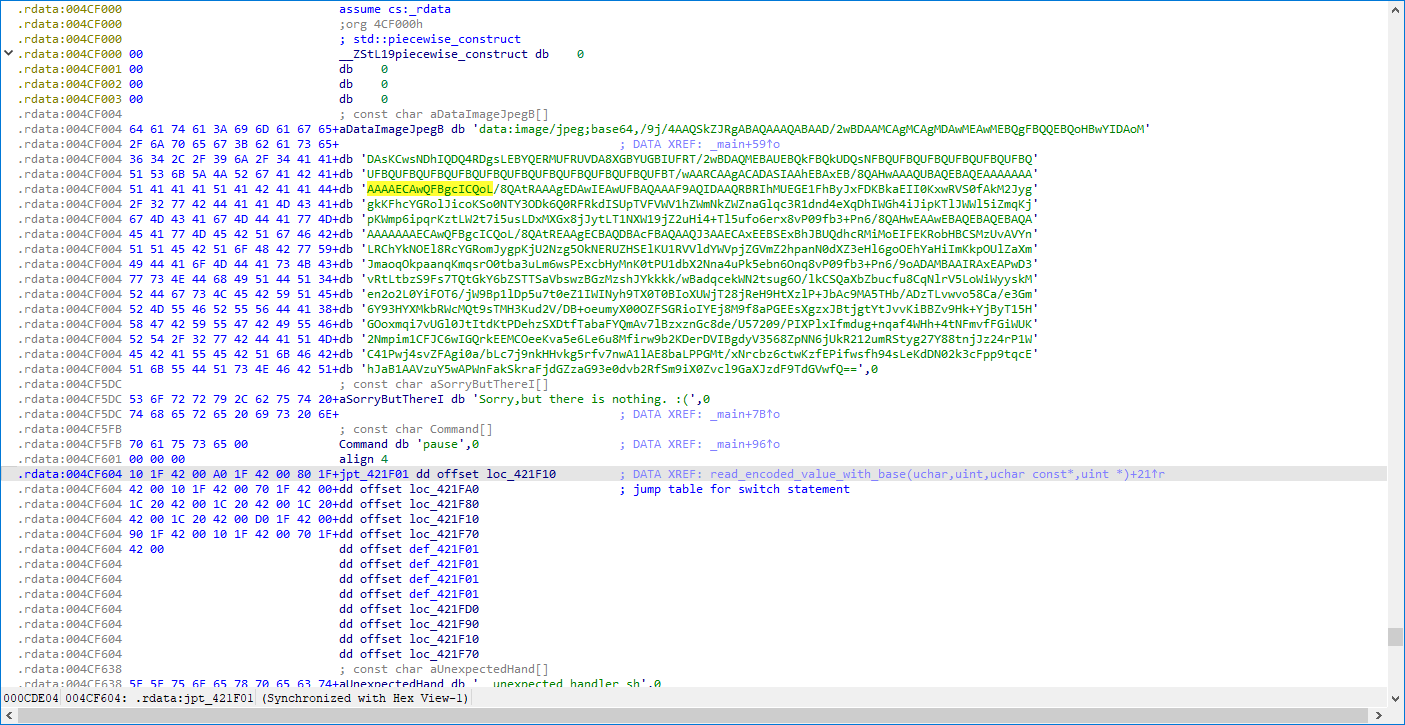 .rdata:004CF000 assume cs:_rdata
.rdata:004CF000 ;org 4CF000h
.rdata:004CF000 ; std::piecewise_construct
.rdata:004CF000 00 __ZStL19piecewise_construct db 0
.rdata:004CF001 00 db 0
.rdata:004CF002 00 db 0
.rdata:004CF003 00 db 0
.rdata:004CF004 ; const char aDataImageJpegB[]
.rdata:004CF004 64 61 74 61 3A 69 6D 61 67 65+aDataImageJpegB db 'data:image/jpeg;base64,/9j/4AAQSkZJRgABAQAAAQABAAD/2wBDAAMCAgMCAgMDAwMEAwMEBQgFBQQEBQoHBwYIDAoM'
.rdata:004CF004 2F 6A 70 65 67 3B 62 61 73 65+ ; DATA XREF: _main+59↑o
.rdata:004CF004 36 34 2C 2F 39 6A 2F 34 41 41+db 'DAsKCwsNDhIQDQ4RDgsLEBYQERMUFRUVDA8XGBYUGBIUFRT/2wBDAQMEBAUEBQkFBQkUDQsNFBQUFBQUFBQUFBQUFBQUFBQ'
.rdata:004CF004 51 53 6B 5A 4A 52 67 41 42 41+db
.rdata:004CF004 51 41 41 41 51 41 42 41 41 44+db 'AAAAECAwQFBgcICQoL/8QAtRAAAgEDAwIEAwUFBAQAAAF9AQIDAAQRBRIhMUEGE1FhByJxFDKBkaEII0KxwRVS0fAkM2Jyg'
.rdata:004CF004 2F 32 77 42 44 41 41 4D 43 41+db 'gkKFhcYGRolJicoKSo0NTY3ODk6Q0RFRkdISUpTVFVWV1hZWmNkZWZnaGlqc3R1dnd4eXqDhIWGh4iJipKTlJWWl5iZmqKj'
.rdata:004CF004 67 4D 43 41 67 4D 44 41 77 4D+db 'pKWmp6ipqrKztLW2t7i5usLDxMXGx8jJytLT1NXW19jZ2uHi4+Tl5ufo6erx8vP09fb3+Pn6/8QAHwEAAwEBAQEBAQEBAQA'
.rdata:004CF004 45 41 77 4D 45 42 51 67 46 42+db 'AAAAAAAECAwQFBgcICQoL/8QAtREAAgECBAQDBAcFBAQAAQJ3AAECAxEEBSExBhJBUQdhcRMiMoEIFEKRobHBCSMzUvAVYn'
.rdata:004CF004 51 51 45 42 51 6F 48 42 77 59+db 'LRChYkNOEl8RcYGRomJygpKjU2Nzg5OkNERUZHSElKU1RVVldYWVpjZGVmZ2hpanN0dXZ3eHl6goOEhYaHiImKkpOUlZaXm'
.rdata:004CF004 49 44 41 6F 4D 44 41 73 4B 43+db 'JmaoqOkpaanqKmqsrO0tba3uLm6wsPExcbHyMnK0tPU1dbX2Nna4uPk5ebn6Onq8vP09fb3+Pn6/9oADAMBAAIRAxEAPwD3'
.rdata:004CF004 77 73 4E 44 68 49 51 44 51 34+db
.rdata:004CF004 52 44 67 73 4C 45 42 59 51 45+db
.rdata:004CF004 52 4D 55 46 52 55 56 44 41 38+db
.rdata:004CF004 58 47 42 59 55 47 42 49 55 46+db
.rdata:004CF004 52 54 2F 32 77 42 44 41 51 4D+db
.rdata:004CF004 45 42 41 55 45 42 51 6B 46 42+db
.rdata:004CF004 51 6B 55 44 51 73 4E 46 42 51+db 'hJaB1AAVzuY5wAPWnFakSkraFjdGZzaG93e0dvb2RfSm9iX0Zvcl9GaXJzdF9TdGVwfQ==',0
.rdata:004CF5DC ; const char aSorryButThereI[]
.rdata:004CF5DC 53 6F 72 72 79 2C 62 75 74 20+aSorryButThereI db 'Sorry,but there is nothing. :(',0
.rdata:004CF5DC 74 68 65 72 65 20 69 73 20 6E+ ; DATA XREF: _main+7B↑o
.rdata:004CF5FB ; const char Command[]
.rdata:004CF5FB 70 61 75 73 65 00 Command db 'pause',0 ; DATA XREF: _main+96↑o
.rdata:004CF601 00 00 00 align 4
.rdata:004CF604 10 1F 42 00 A0 1F 42 00 80 1F+jpt_421F01 dd offset loc_421F10 ; DATA XREF: read_encoded_value_with_base(uchar,uint,uchar const*,uint *)+21↑r
.rdata:004CF604 42 00 10 1F 42 00 70 1F 42 00+dd offset loc_421FA0 ; jump table for switch statement
.rdata:004CF604 1C 20 42 00 1C 20 42 00 1C 20+dd offset loc_421F80
.rdata:004CF604 42 00 1C 20 42 00 D0 1F 42 00+dd offset loc_421F10
.rdata:004CF604 90 1F 42 00 10 1F 42 00 70 1F+dd offset loc_421F70
.rdata:004CF604 42 00 dd offset def_421F01
.rdata:004CF604 dd offset def_421F01
.rdata:004CF604 dd offset def_421F01
.rdata:004CF604 dd offset def_421F01
.rdata:004CF604 dd offset loc_421FD0
.rdata:004CF604 dd offset loc_421F90
.rdata:004CF604 dd offset loc_421F10
.rdata:004CF604 dd offset loc_421F70
.rdata:004CF638 ; const char aUnexpectedHand[]
.rdata:004CF638 5F 5F 75 6E 65 78 70 65 63 74+aUnexpectedHand db '__unexpected_handler_sh',0
000CDE04 004CF604: .rdata:jpt_421F01 (Synchronized with Hex View-1)